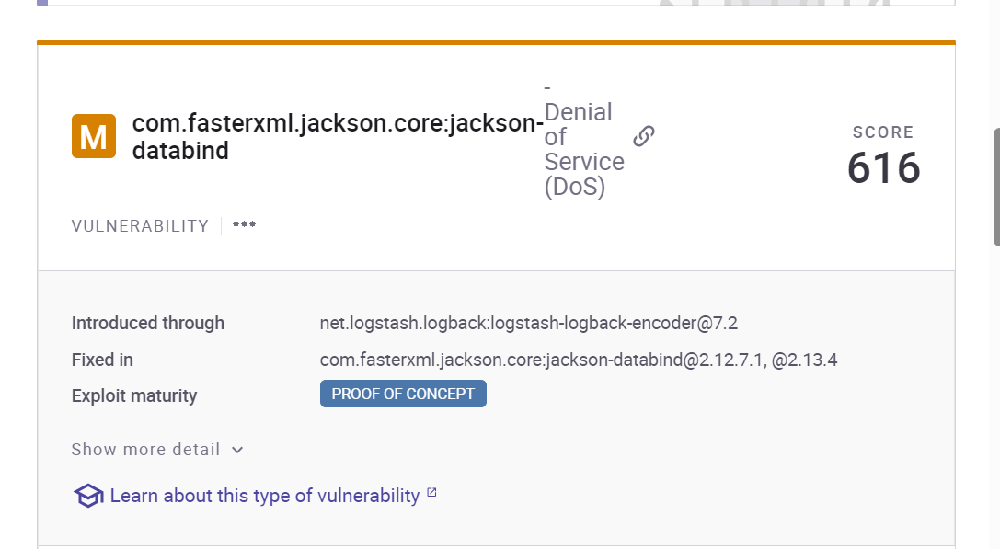 M
com.fasterxml.jackson.core:jackson-
databind
-
Denial
of
Service
(DoS)
SCORE
616
VULNERABILITY
Introduced through net.logstash.logback:logstash-logback-encoder@7.2
Fixed in com.fasterxml.jackson.core:jackson-databind@2.12.7.1, @2.13.4
Exploit maturity PROOF OF CONCEPT
Show more detail
Learn about this type of vulnerability